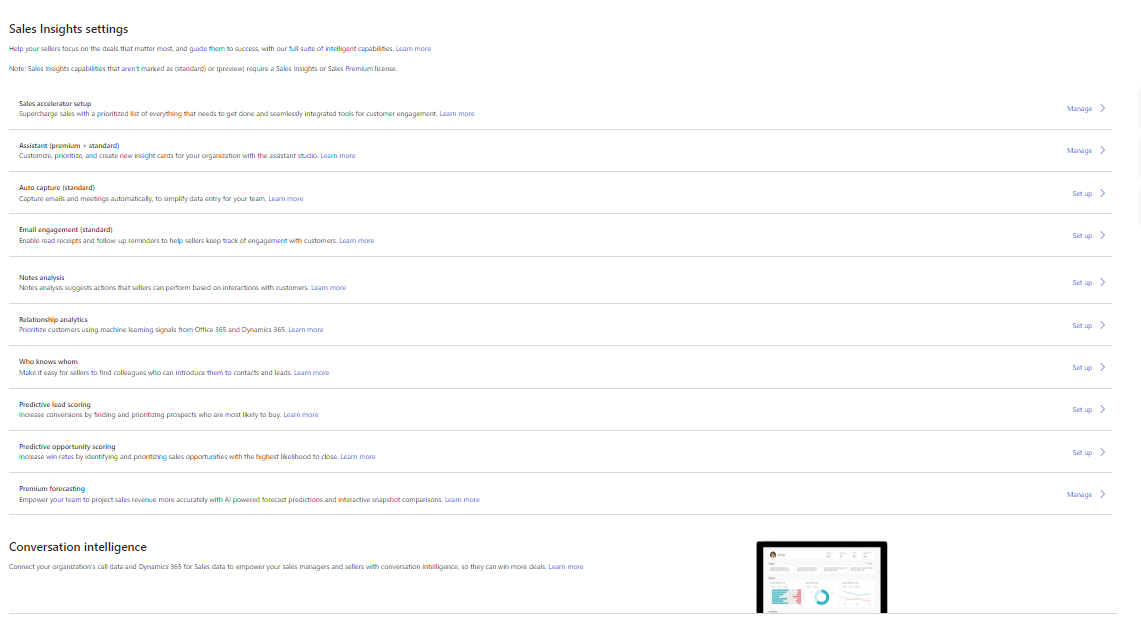 Sales Insights settings
Help your sellers focus on the deals that matter most, and guide them to success, with our full suite of intelligent capabilities. Learn more
Note: Sales Insights capabilities that aren't marked as (standard) or (preview) require a Sales Insights or Sales Premium license.
Sales accelerator setup
Supercharge sales with a prioritized list of everything that needs to get done and seamlessly integrated tools for customer engagement. Learn more
Manage
Assistant (premium + standard)
Customize, prioritize, and create new insight cards for your organization with the assistant studio. Learn more
Manage
Auto capture (standard)
Capture emails and meetings automatically, to simplify data entry for your team. Learn more
Set up
Email engagement (standard)
Enable read receipts and follow-up reminders to help sellers keep track of engagement with customers. Learn more
Set up
Notes analysis
Notes analysis suggests actions that sellers can perform based on interactions with customers. Learn more
Set up
Relationship analytics
Prioritize customers using machine learning signals from Office 365 and Dynamics 365. Learn more
Set up
Who knows whom
Make it easy for sellers to find colleagues who can introduce them to contacts and leads. Learn more
Set up
Predictive lead scoring
Increase conversions by finding and prioritizing prospects who are most likely to buy. Learn more
Set up
Predictive opportunity scoring
Increase win rates by identifying and prioritizing sales opportunities with the highest likelihood to close. Learn more
Set up
Premium forecasting
Empower your team to project sales revenue more accurately with AI powered forecast predictions and interactive snapshot comparisons. Learn more
Manage
Conversation intelligence
Connect your organization's call data and Dynamics 365 for Sales data to empower your sales managers and sellers with conversation intelligence, so they can win more deals. Learn more